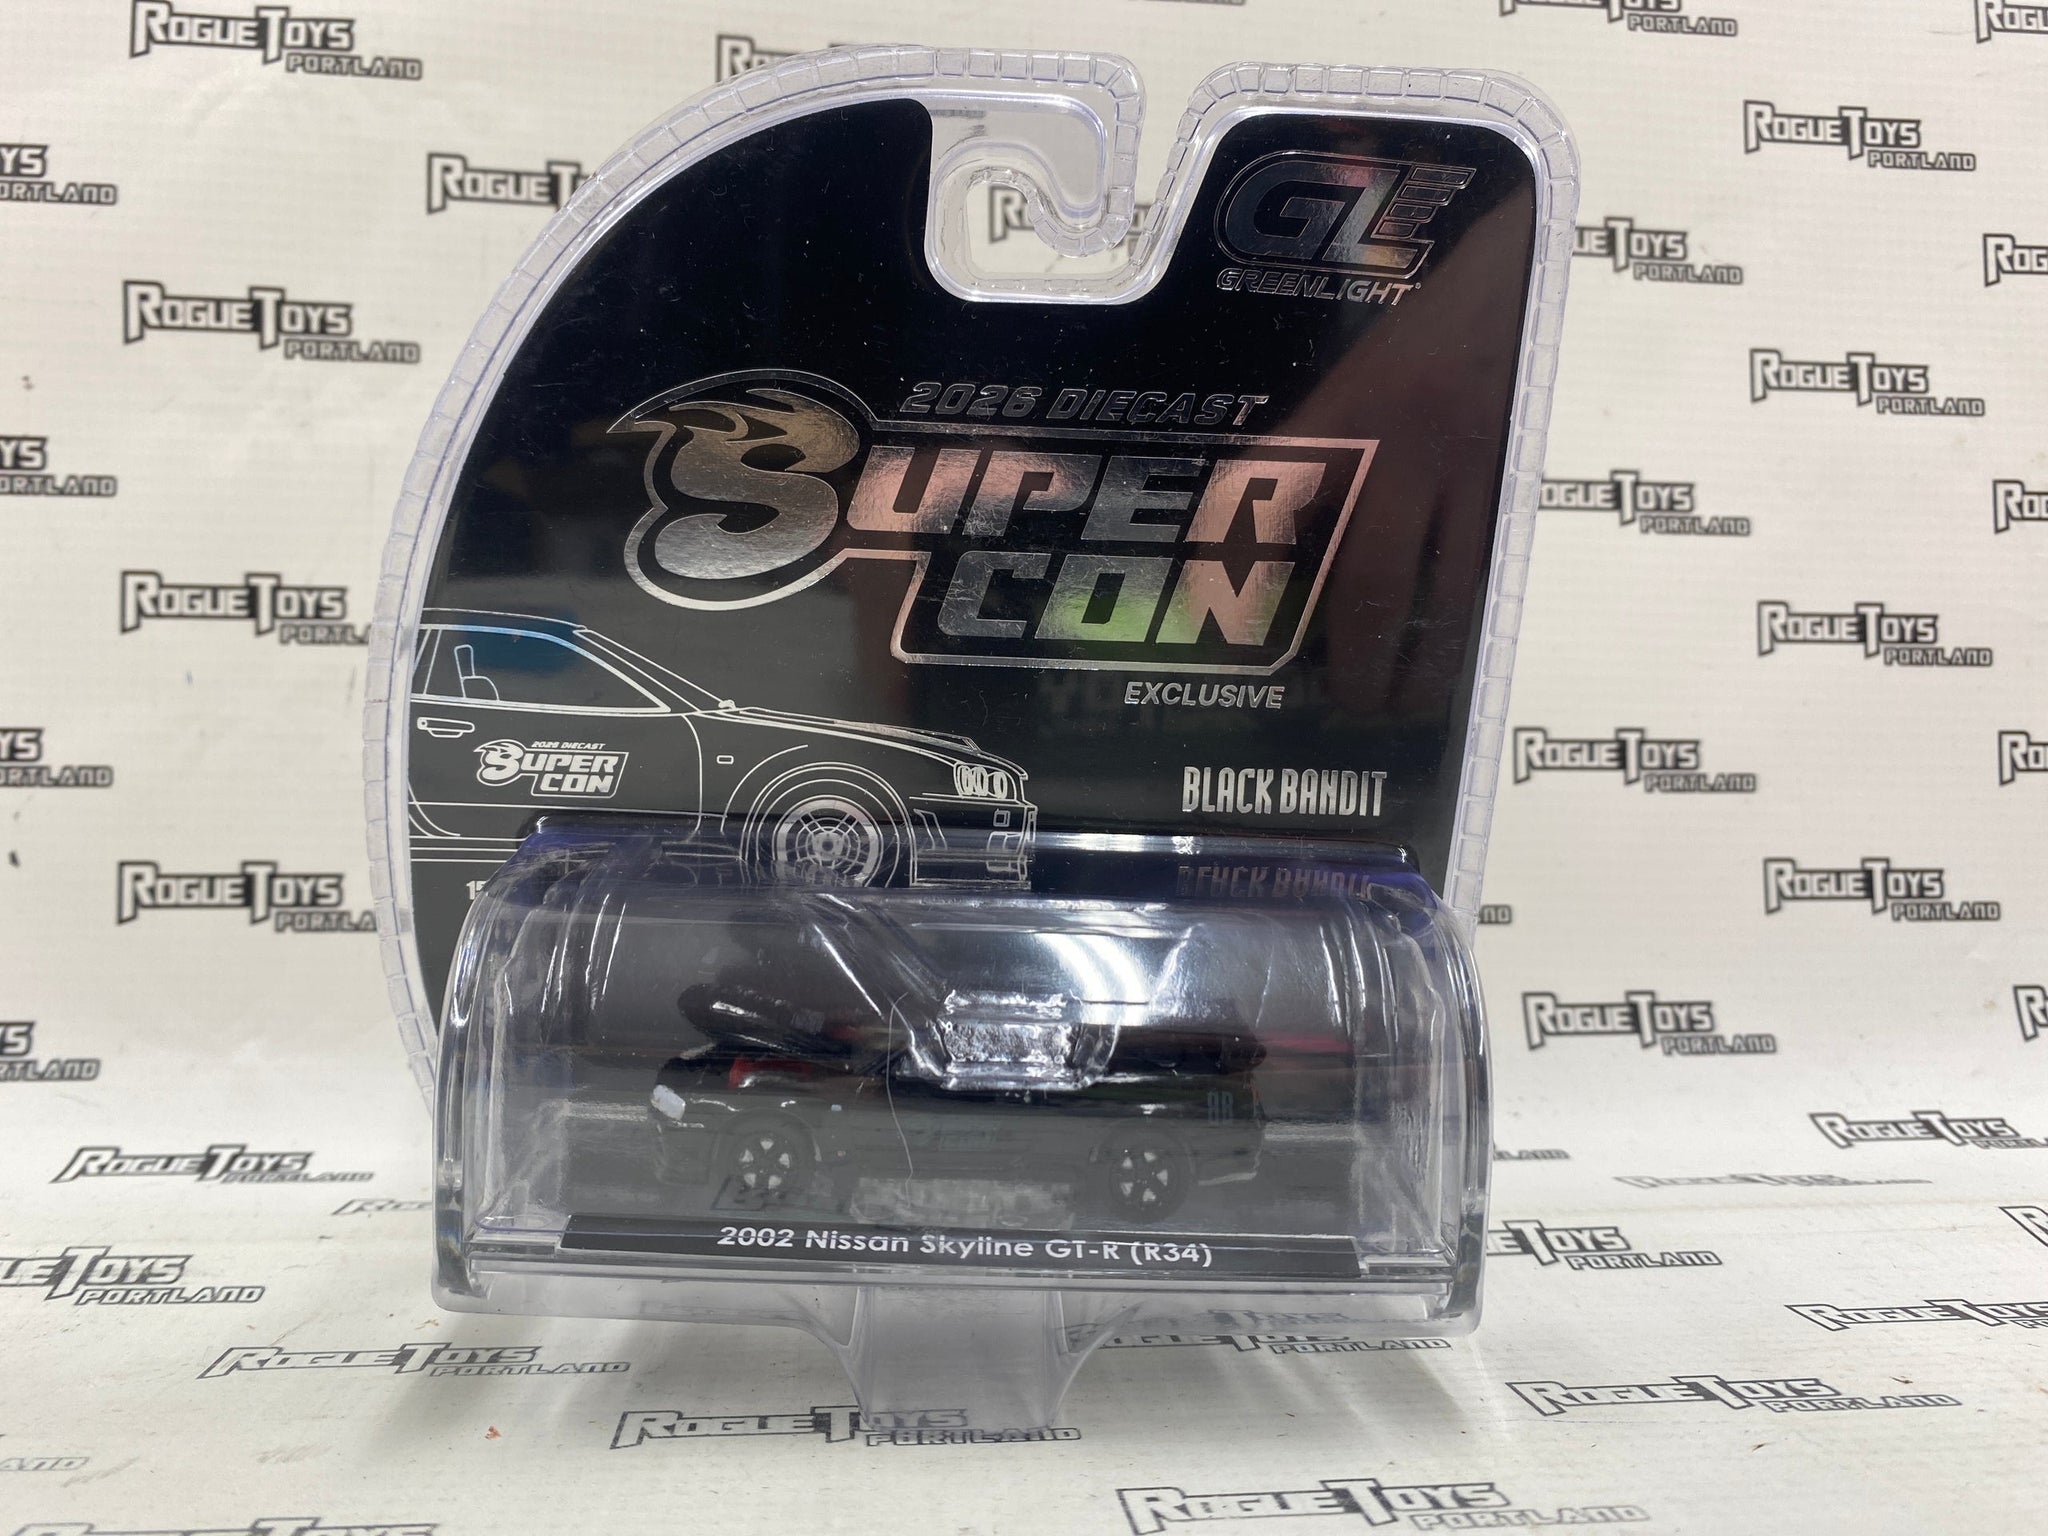 ROGUE TOYS
PORTLAND
GL
GREENLIGHT
2026 DIECAST
SUPER
CON
EXCLUSIVE
BLACK BANDIT
2026 DIECAST
SUPER
CON
BB
2002 Nissan Skyline GT-R (R34)